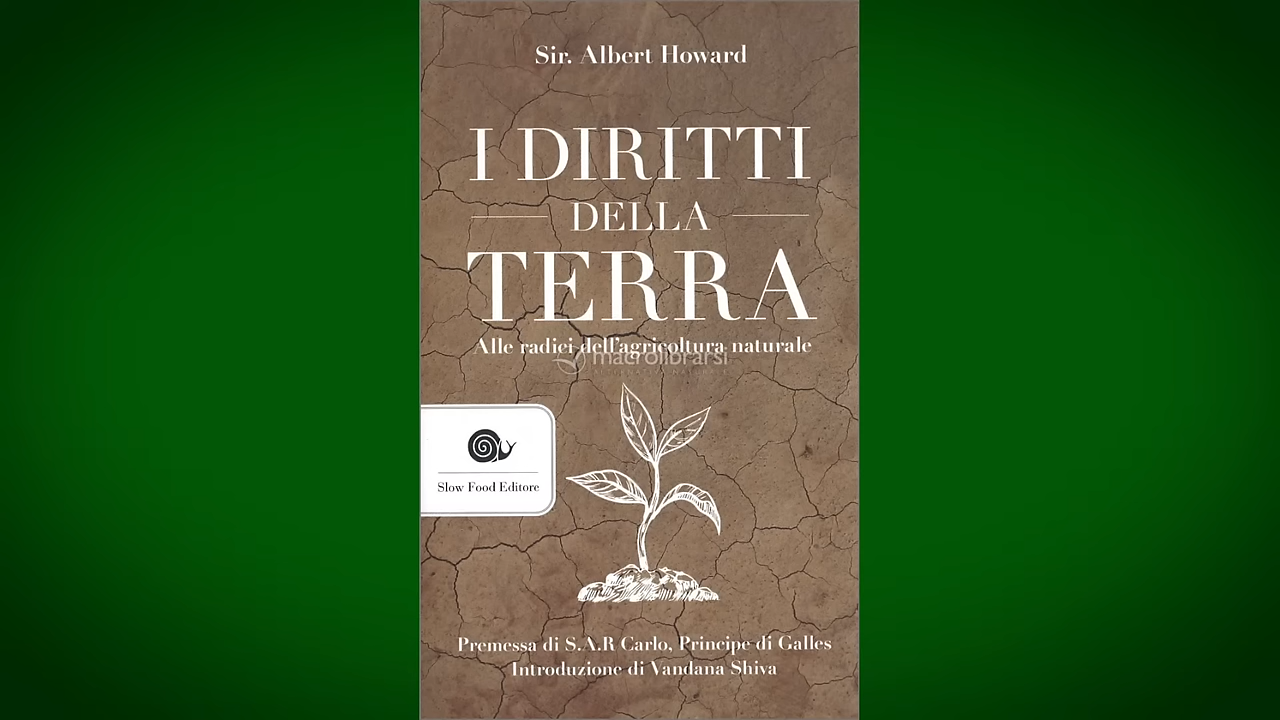 Sir. Albert Howard
I DIRITTI
DELLA
TERRA
Alle radici dell'agricoltura naturale
macrolibrarsi
Slow Food Editore
Premessa di S.A.R Carlo, Principe di Galles
Introduzione di Vandana Shiva